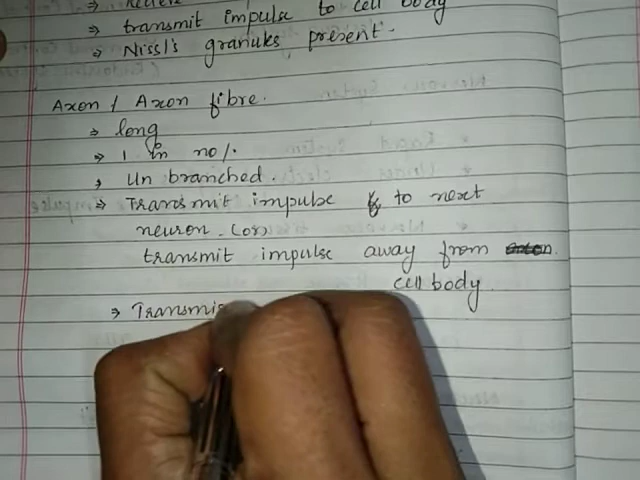 ⇒ transmit impulse to cell body
⇒ Nissl's granules present.
Axon / Axon fibre.
⇒ long
⇒ 1 in no/.
⇒ Un branched.
⇒ Transmit impulse to next
neuron. (or)
transmit impulse away from
cell body.
⇒ Transmis